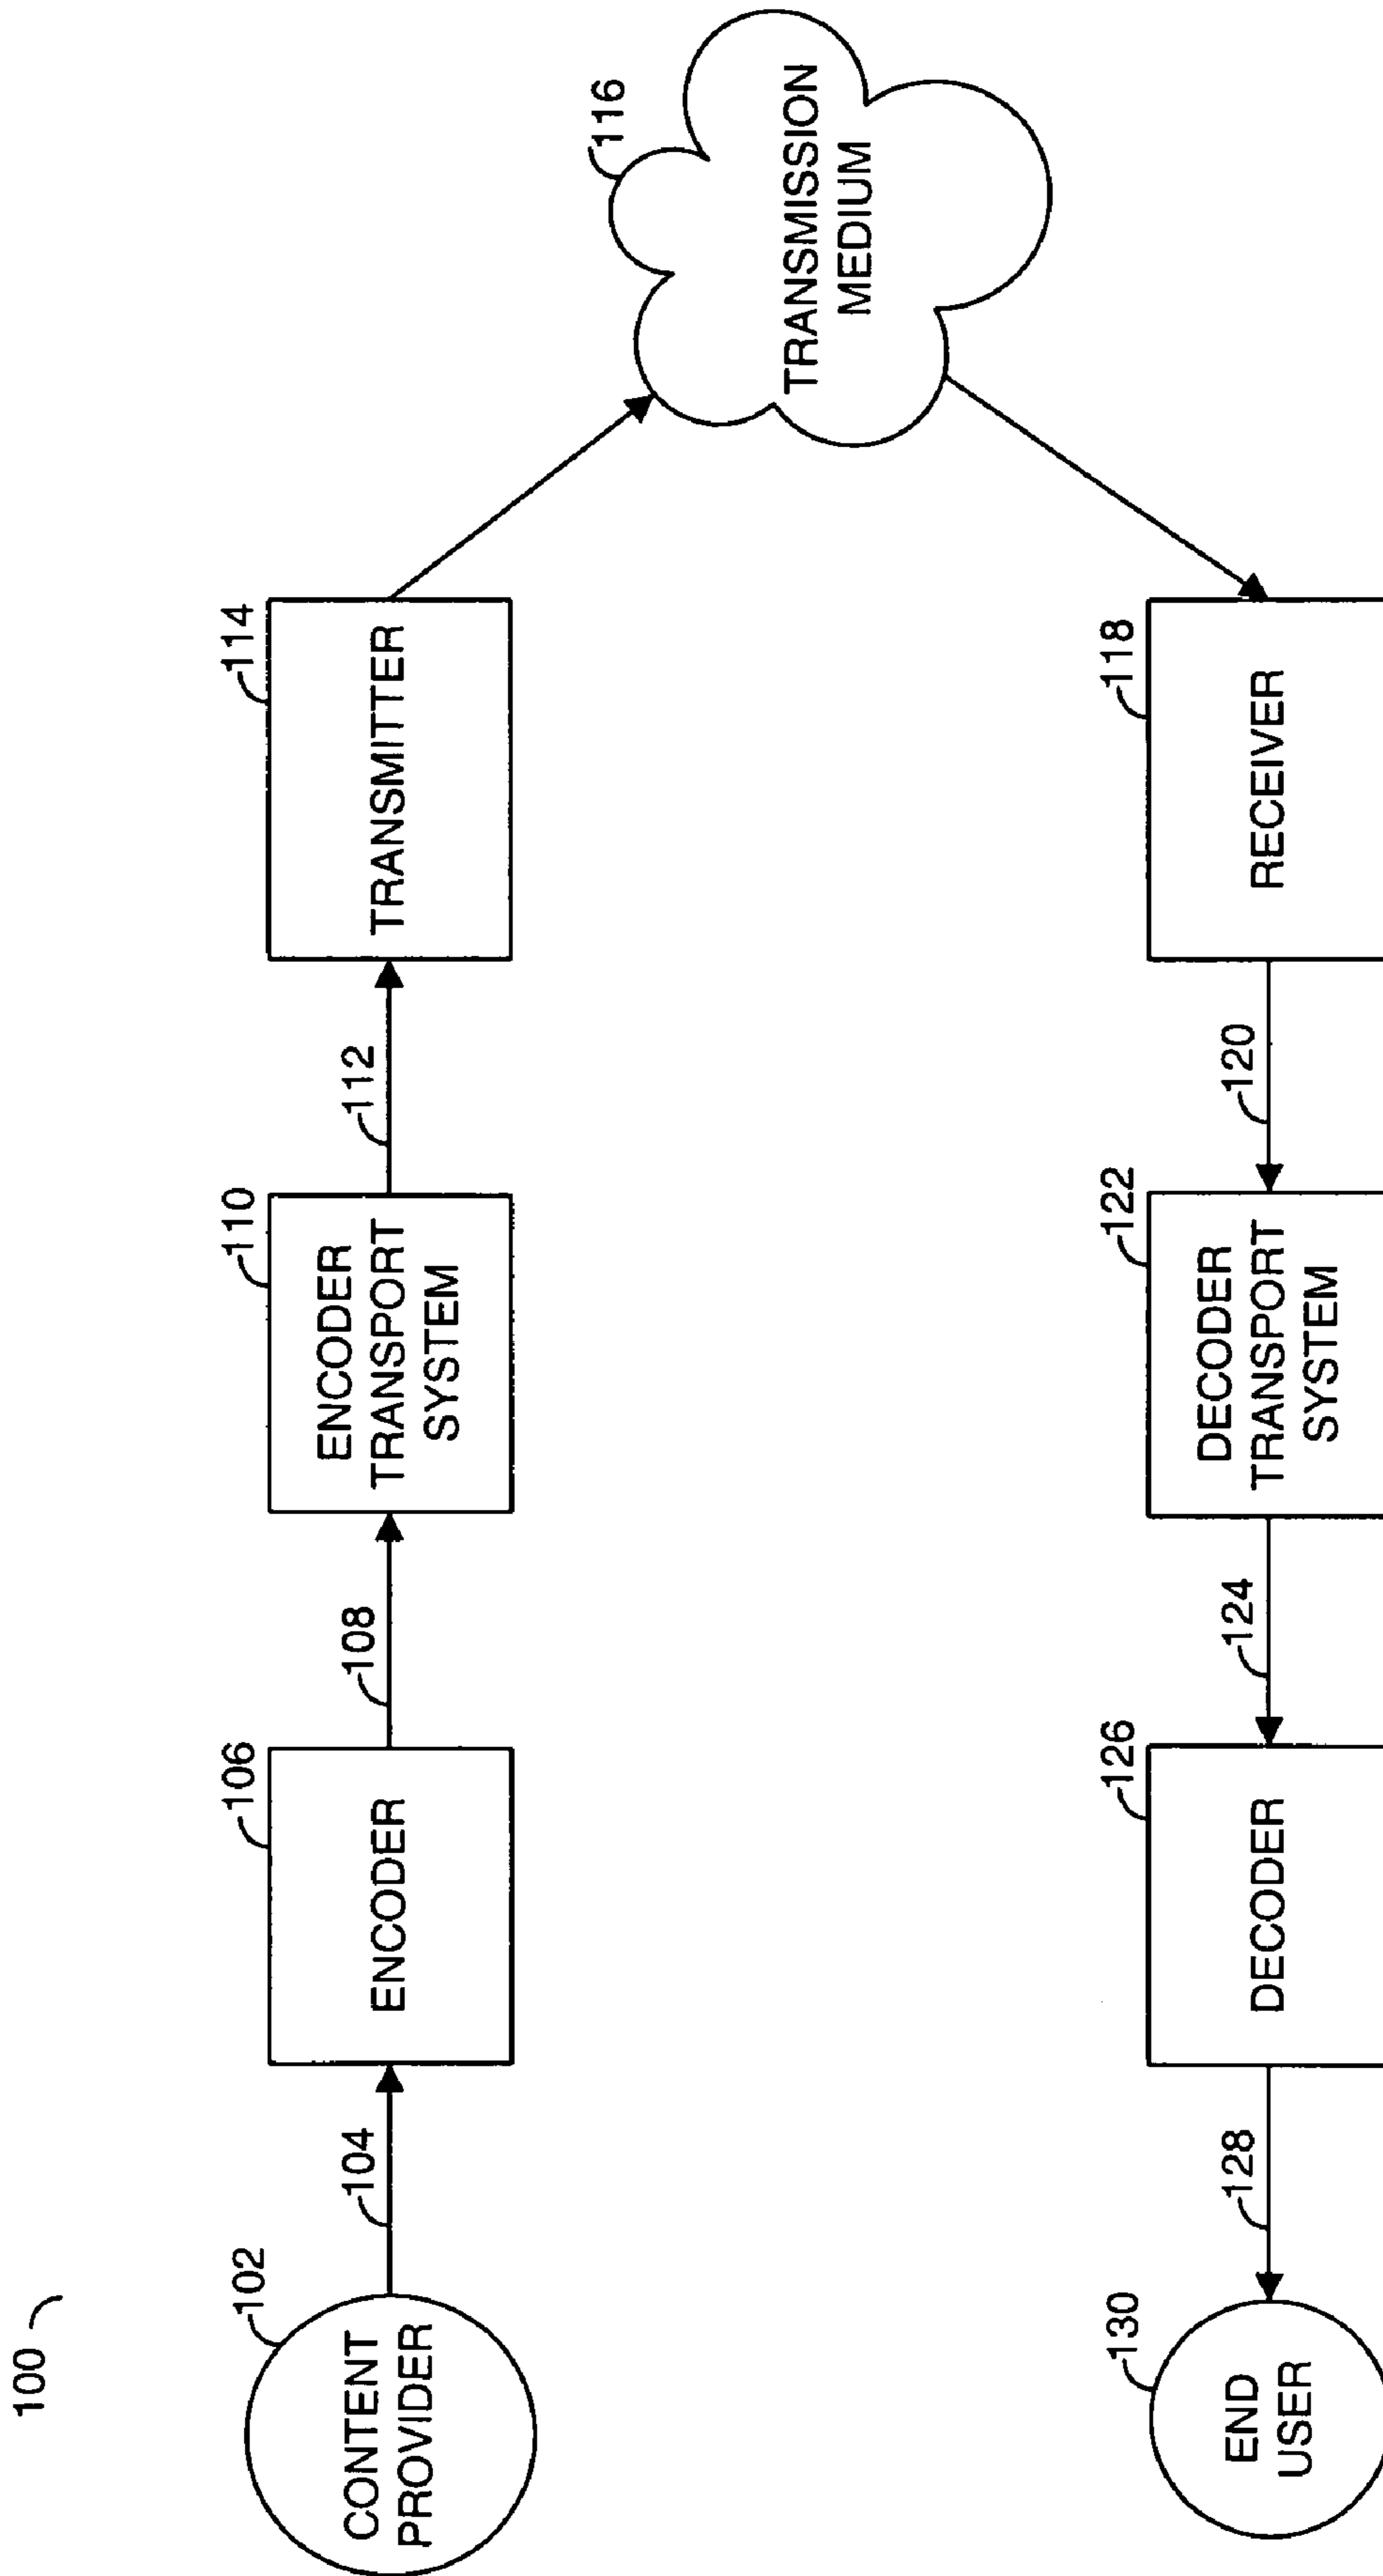 100
102
CONTENT
PROVIDER
104
106
ENCODER
108
110
ENCODER
TRANSPORT
SYSTEM
112
114
TRANSMITTER
116
TRANSMISSION
MEDIUM
118
RECEIVER
120
122
DECODER
TRANSPORT
SYSTEM
124
126
DECODER
128
130
END
USER